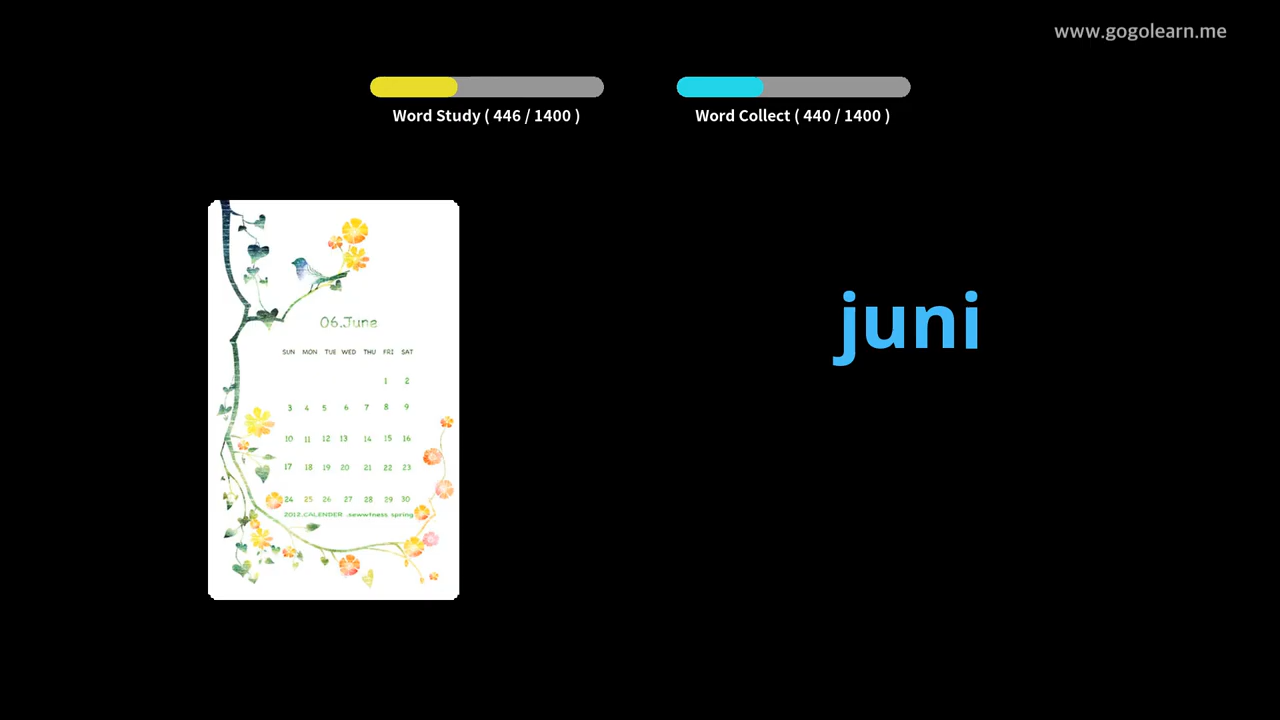 www.gogolearn.me
Word Study ( 446 / 1400 )
Word Collect ( 440 / 1400 )
06.June
SUN MON TUE WED THU FRI SAT
1 2
3 4 5 6 7 8 9
10 11 12 13 14 15 16
17 18 19 20 21 22 23
24 25 26 27 28 29 30
2012.CALENDER .sewwtness spring
juni